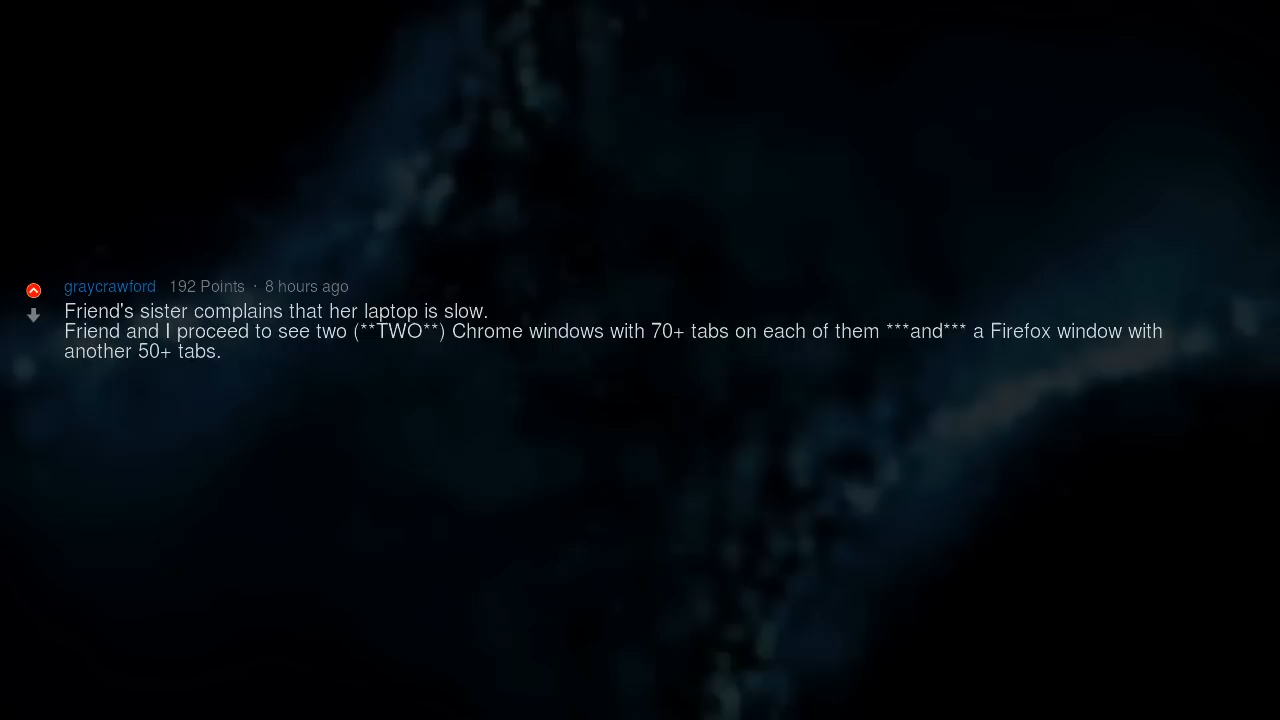 graycrawford 192 Points · 8 hours ago
Friend's sister complains that her laptop is slow.
Friend and I proceed to see two (**TWO**) Chrome windows with 70+ tabs on each of them ***and*** a Firefox window with
another 50+ tabs.